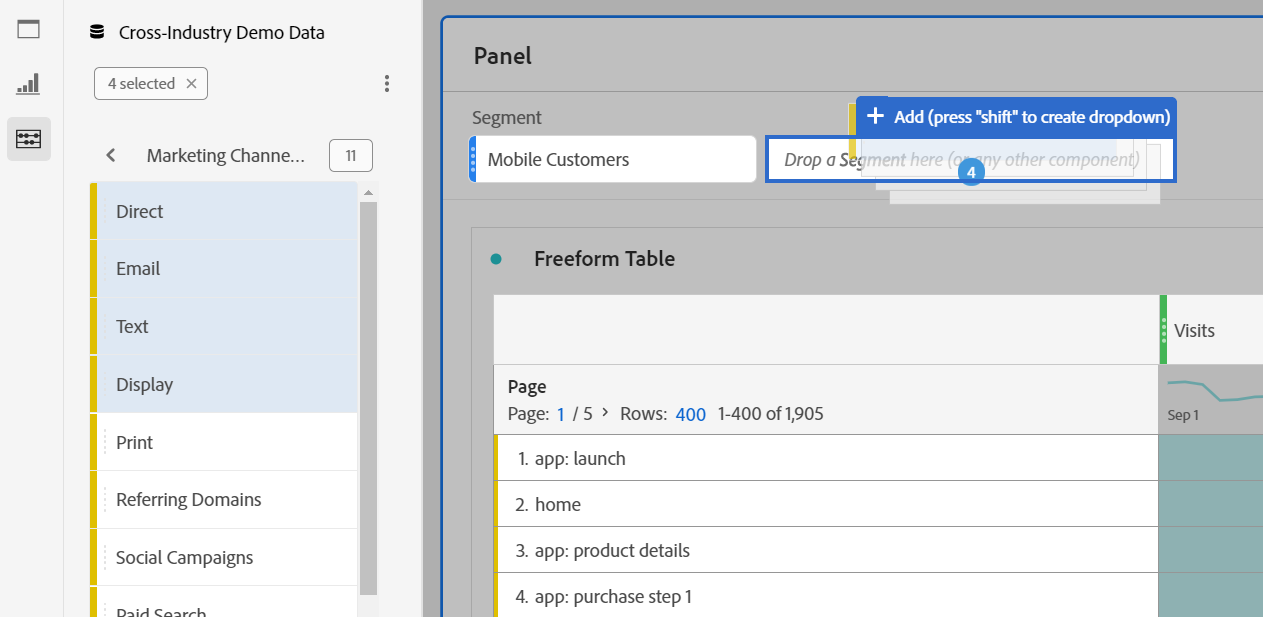 Cross-Industry Demo Data
4 selected
Marketing Channe...
11
Direct
Email
Text
Display
Print
Referring Domains
Social Campaigns
Paid Search
Panel
Segment
Mobile Customers
Add (press "shift" to create dropdown)
Drop a Segment here (or any other component)
4
Freeform Table
Visits
Page
Page: 1 / 5 > Rows: 400 1-400 of 1,905
Sep 1
1. app: launch
2. home
3. app: product details
4. app: purchase step 1